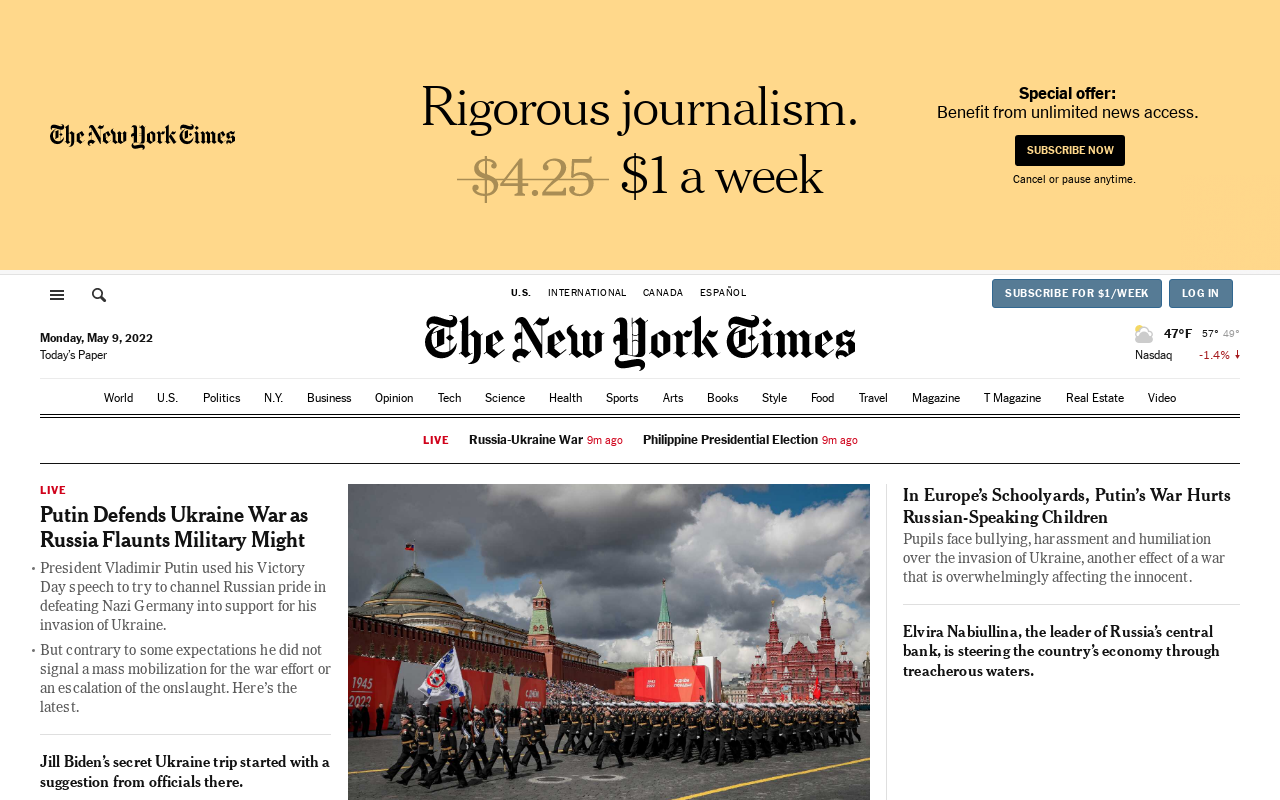 The New York Times
Rigorous journalism.
$4.25 $1 a week
Special offer:
Benefit from unlimited news access.
SUBSCRIBE NOW
Cancel or pause anytime.
U.S. INTERNATIONAL CANADA ESPAÑOL
SUBSCRIBE FOR $1/WEEK LOG IN
Monday, May 9, 2022
Today's Paper
The New York Times
47°F 57° 49°
Nasdaq -1.4% ↓
World U.S. Politics N.Y. Business Opinion Tech Science Health Sports Arts Books Style Food Travel Magazine T Magazine Real Estate Video
LIVE Russia-Ukraine War 9m ago Philippine Presidential Election 9m ago
LIVE
Putin Defends Ukraine War as
Russia Flaunts Military Might
• President Vladimir Putin used his Victory
Day speech to try to channel Russian pride in
defeating Nazi Germany into support for his
invasion of Ukraine.
• But contrary to some expectations he did not
signal a mass mobilization for the war effort or
an escalation of the onslaught. Here's the
latest.
Jill Biden's secret Ukraine trip started with a
suggestion from officials there.
1945
2022
In Europe's Schoolyards, Putin's War Hurts
Russian-Speaking Children
Pupils face bullying, harassment and humiliation
over the invasion of Ukraine, another effect of a war
that is overwhelmingly affecting the innocent.
Elvira Nabiullina, the leader of Russia's central
bank, is steering the country's economy through
treacherous waters.